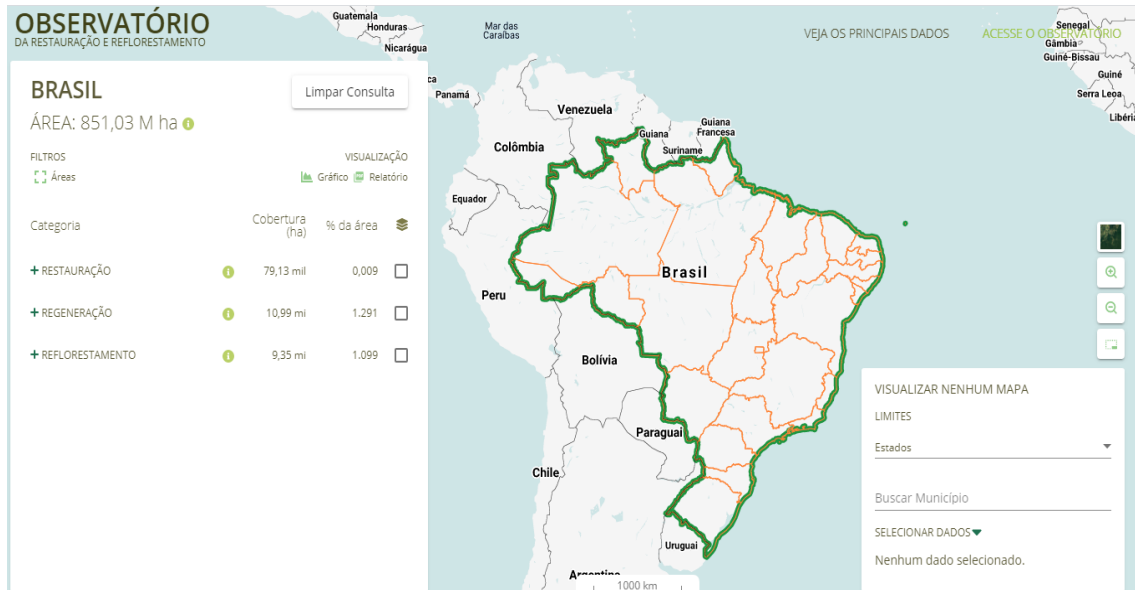 OBSERVATÓRIO
DA RESTAURAÇÃO E REFLORESTAMENTO
VEJA OS PRINCIPAIS DADOS
ACESSE O OBSERVATÓRIO
BRASIL
Limpar Consulta
ÁREA: 851,03 M ha
FILTROS
VISUALIZAÇÃO
Áreas
Gráfico
Relatório
Categoria
Cobertura
(ha)
% da área
+ RESTAURAÇÃO 79,13 mil 0,009
+ REGENERAÇÃO 10,99 mi 1.291
+ REFLORESTAMENTO 9,35 mi 1.099
Guatemala
Honduras
Nicarágua
Mar das
Caraíbas
ca
Panamá
Venezuela
Colômbia
Guiana
Suriname
Guiana
Francesa
Equador
Peru
Brasil
Bolívia
Paraguai
Chile
Uruguai
Argentina
1000 km
Senegal
Gâmbia
Guiné-Bissau
Guiné
Serra Leoa
Libéria
VISUALIZAR NENHUM MAPA
LIMITES
Estados
Buscar Município
SELECIONAR DADOS
Nenhum dado selecionado.